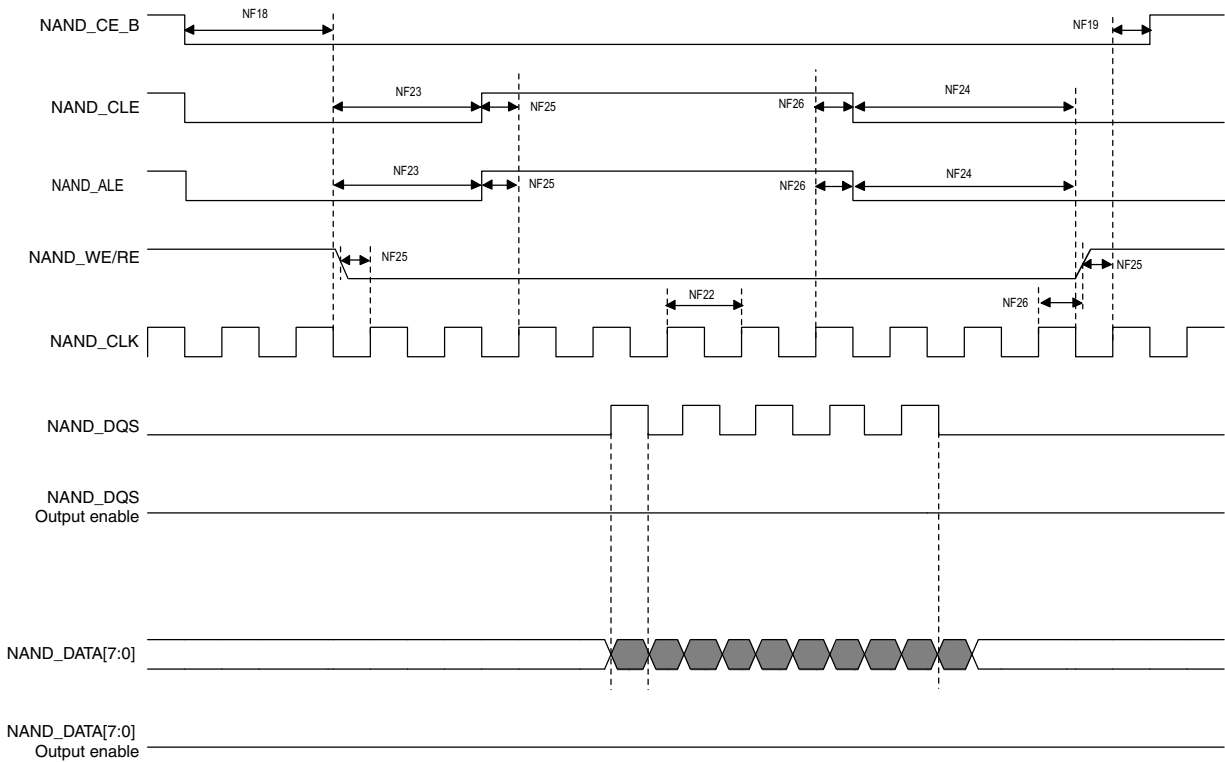 NF18
NAND_CE_B
NF19
NF23
NF24
NAND_CLE
NF25
NF26
NF23
NF24
NAND_ALE
NF25
NF26
NAND_WE/RE
NF25
NF25
NF22
NF26
NAND_CLK
NAND_DQS
NAND_DQS
Output enable
NAND_DATA[7:0]
NAND_DATA[7:0]
Output enable